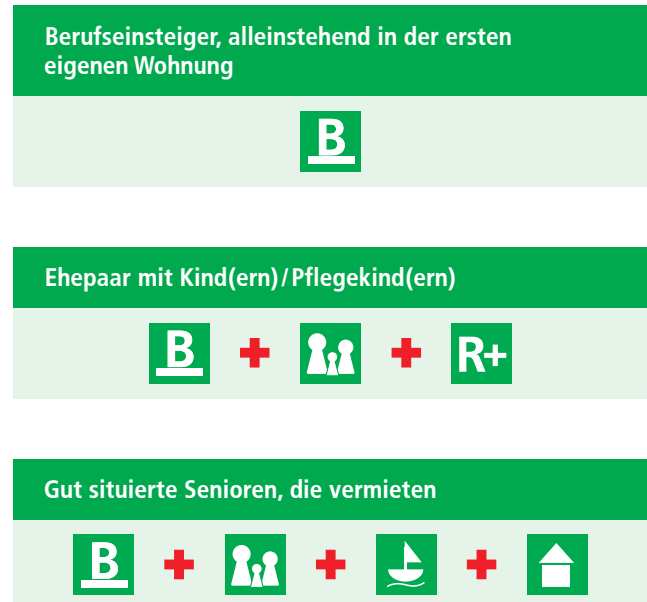 Berufseinsteiger, alleinstehend in der ersten
eigenen Wohnung
B
Ehepaar mit Kind(ern)/Pflegekind(ern)
B + + R+
Gut situierte Senioren, die vermieten
B + + +